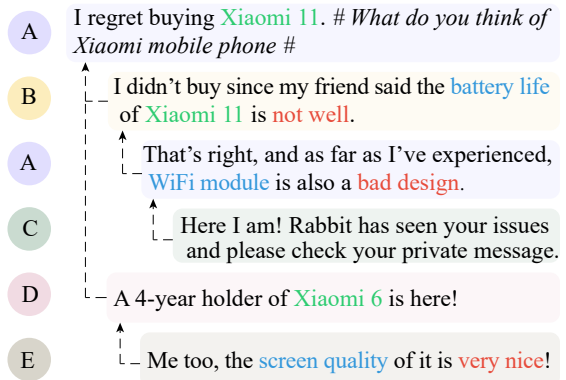 A
I regret buying Xiaomi 11. # What do you think of
Xiaomi mobile phone #
B
I didn't buy since my friend said the battery life
of Xiaomi 11 is not well.
A
That's right, and as far as I've experienced,
WiFi module is also a bad design.
C
Here I am! Rabbit has seen your issues
and please check your private message.
D
A 4-year holder of Xiaomi 6 is here!
E
Me too, the screen quality of it is very nice!